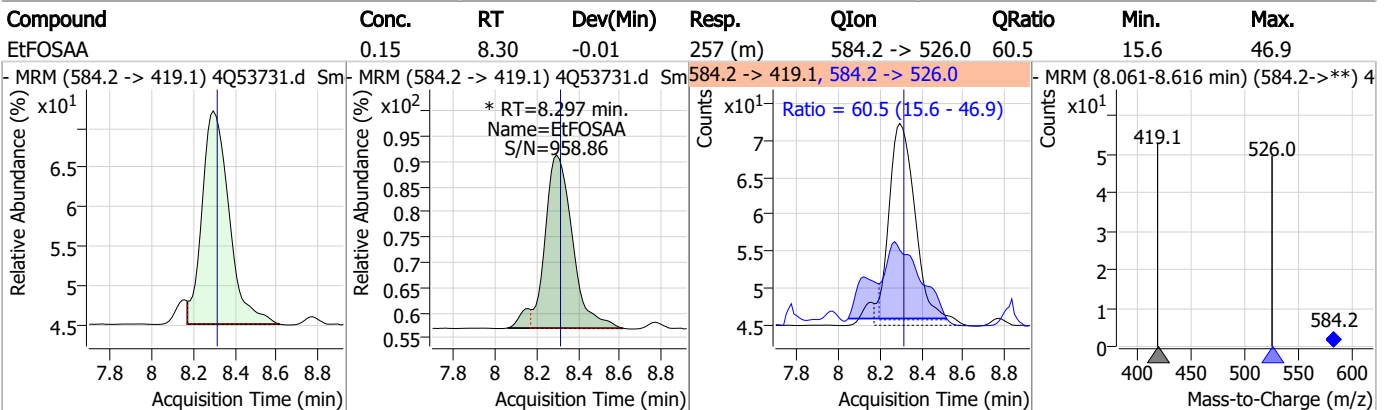 Compound Conc. RT Dev(Min) Resp. QIon QRatio Min. Max.
EtFOSAA 0.15 8.30 -0.01 257 (m) 584.2 -> 526.0 60.5 15.6 46.9
- MRM (584.2 -> 419.1) 4Q53731.d Sm
Relative Abundance (%)
x10¹
6.5
6
5.5
5
4.5
7.8 8 8.2 8.4 8.6 8.8
Acquisition Time (min)
- MRM (584.2 -> 419.1) 4Q53731.d Sm
Relative Abundance (%)
x10²
* RT=8.297 min.
Name=EtFOSAA
S/N=958.86
0.95
0.9
0.85
0.8
0.75
0.7
0.65
0.6
0.55
7.8 8 8.2 8.4 8.6 8.8
Acquisition Time (min)
584.2 -> 419.1, 584.2 -> 526.0
Counts
x10¹
Ratio = 60.5 (15.6 - 46.9)
7
6.5
6
5.5
5
4.5
7.8 8 8.2 8.4 8.6 8.8
Acquisition Time (min)
- MRM (8.061-8.616 min) (584.2->**) 4
Counts
x10¹
419.1
526.0
584.2
5
4
3
2
1
0
400 450 500 550 600
Mass-to-Charge (m/z)